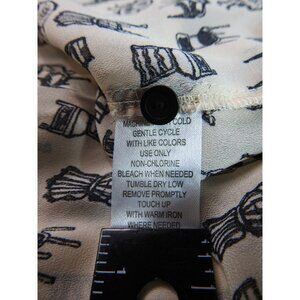 MACHINE WASH COLD
GENTLE CYCLE
WITH LIKE COLORS
USE ONLY
NON-CHLORINE
BLEACH WHEN NEEDED
TUMBLE DRY LOW
REMOVE PROMPTLY
TOUCH UP
WITH WARM IRON
WHERE NEEDED